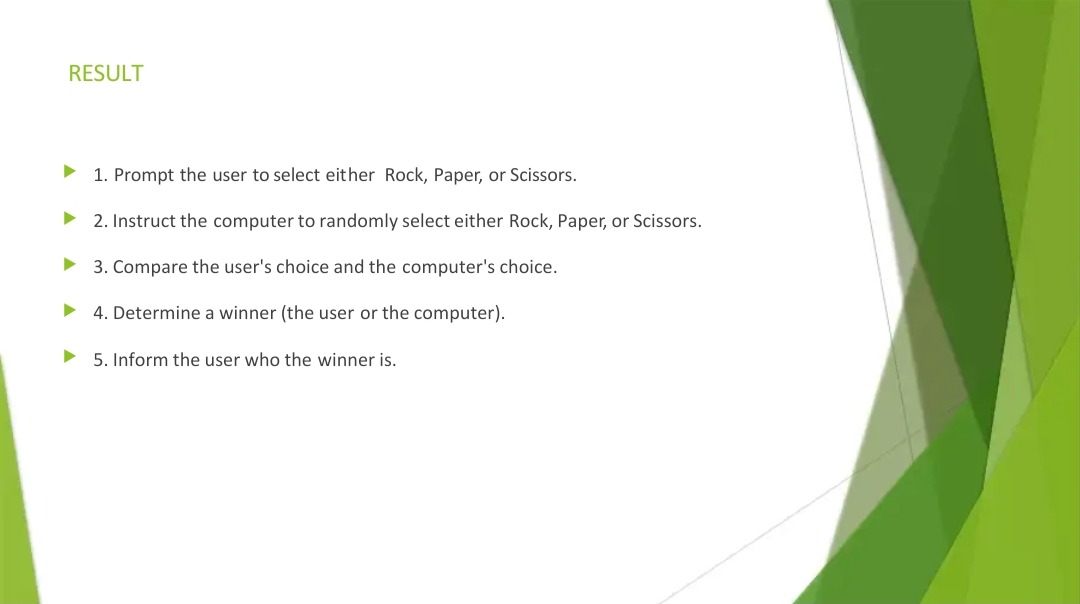 RESULT
1. Prompt the user to select either Rock, Paper, or Scissors.
2. Instruct the computer to randomly select either Rock, Paper, or Scissors.
3. Compare the user's choice and the computer's choice.
4. Determine a winner (the user or the computer).
5. Inform the user who the winner is.